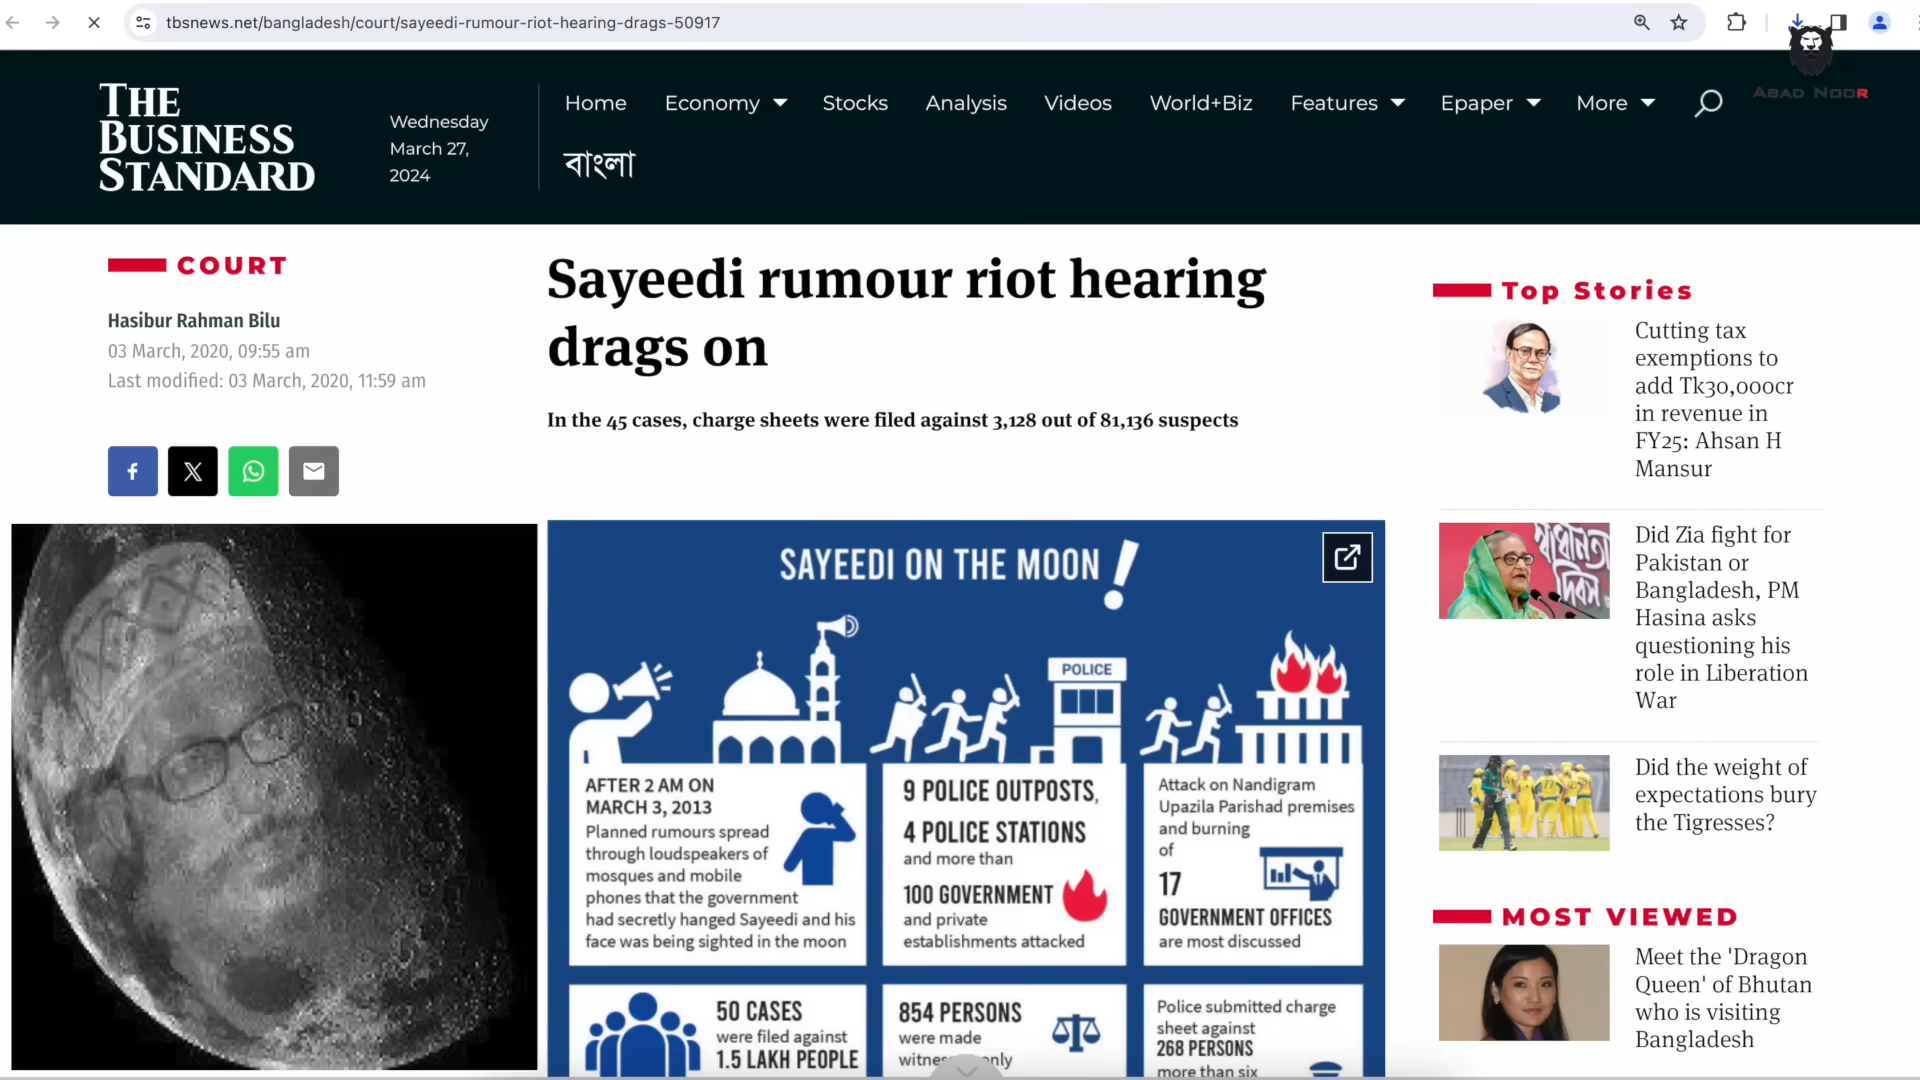 tbsnews.net/bangladesh/court/sayeedi-rumour-riot-hearing-drags-50917
ASAD NOOR
THE
BUSINESS
STANDARD
Wednesday
March 27,
2024
Home
Economy
Stocks
Analysis
Videos
World+Biz
Features
Epaper
More
বাংলা
COURT
Hasibur Rahman Bilu
03 March, 2020, 09:55 am
Last modified: 03 March, 2020, 11:59 am
Sayeedi rumour riot hearing
drags on
In the 45 cases, charge sheets were filed against 3,128 out of 81,136 suspects
SAYEEDI ON THE MOON!
POLICE
AFTER 2 AM ON
MARCH 3, 2013
Planned rumours spread
through loudspeakers of
mosques and mobile
phones that the government
had secretly hanged Sayeedi and his
face was being sighted in the moon
9 POLICE OUTPOSTS,
4 POLICE STATIONS
and more than
100 GOVERNMENT
and private
establishments attacked
Attack on Nandigram
Upazila Parishad premises
and burning
of
17
GOVERNMENT OFFICES
are most discussed
50 CASES
were filed against
1.5 LAKH PEOPLE
854 PERSONS
were made
Police submitted charge
sheet against
268 PERSONS
more than six
Top Stories
Cutting tax
exemptions to
add Tk30,000cr
in revenue in
FY25: Ahsan H
Mansur
স্বাধীনতা
দিবস
Did Zia fight for
Pakistan or
Bangladesh, PM
Hasina asks
questioning his
role in Liberation
War
Did the weight of
expectations bury
the Tigresses?
MOST VIEWED
Meet the 'Dragon
Queen' of Bhutan
who is visiting
Bangladesh